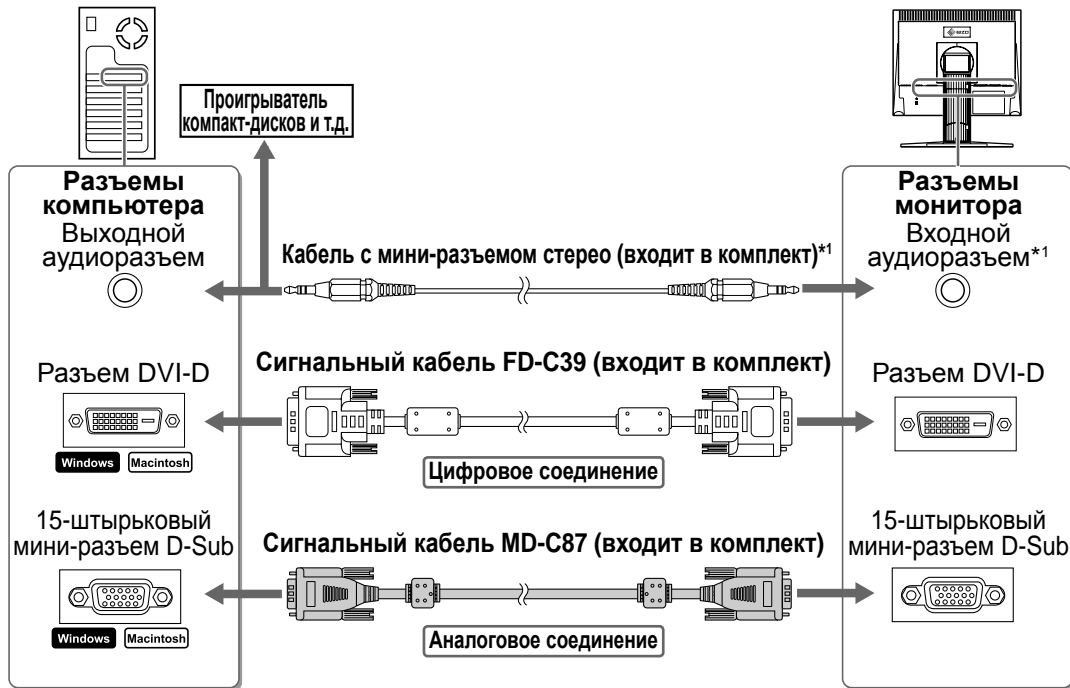 EIZO
Проигрыватель
компакт-дисков и т.д.
Разъемы
компьютера
Выходной
аудиоразъем
Кабель с мини-разъемом стерео (входит в комплект)*1
Разъемы
монитора
Входной
аудиоразъем*1
Разъем DVI-D
Windows Macintosh
Сигнальный кабель FD-C39 (входит в комплект)
Цифровое соединение
Разъем DVI-D
15-штырьковый
мини-разъем D-Sub
Windows Macintosh
Сигнальный кабель MD-C87 (входит в комплект)
Аналоговое соединение
15-штырьковый
мини-разъем D-Sub